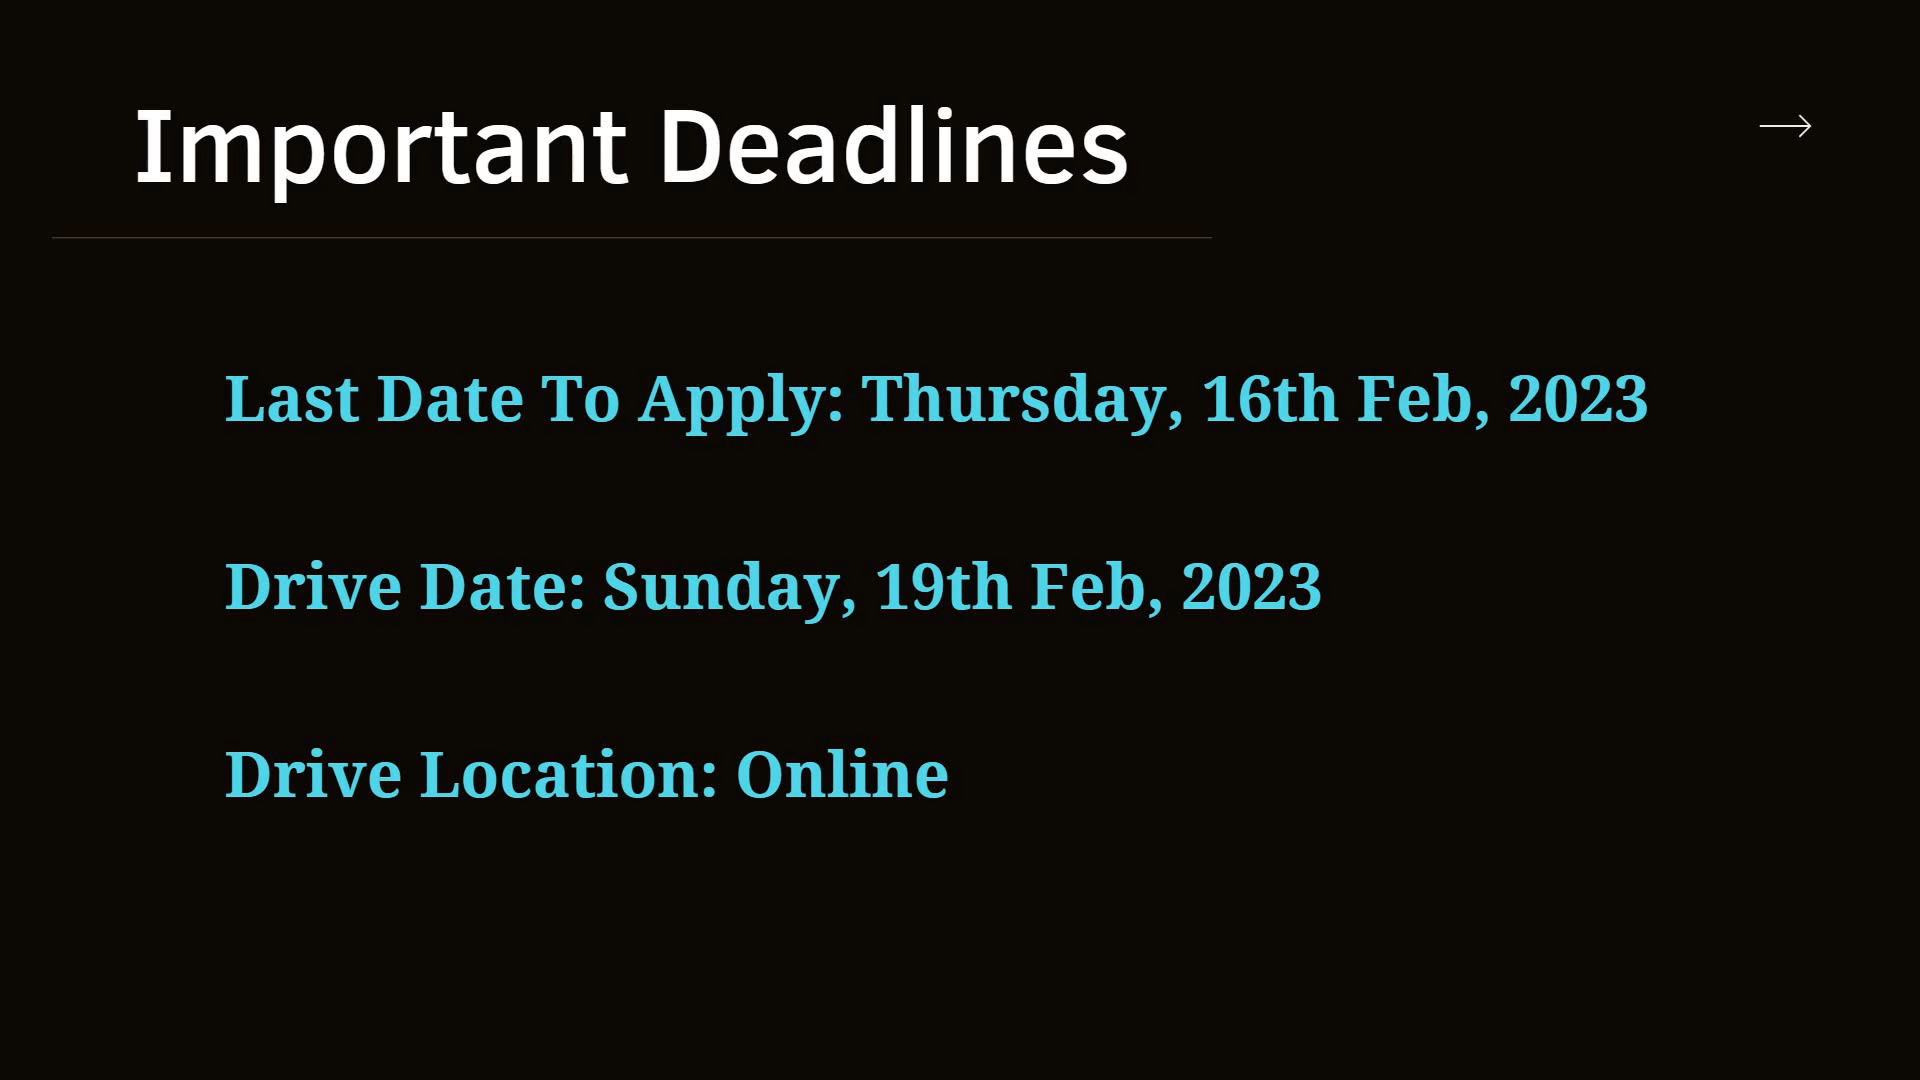 Important Deadlines
Last Date To Apply: Thursday, 16th Feb, 2023
Drive Date: Sunday, 19th Feb, 2023
Drive Location: Online